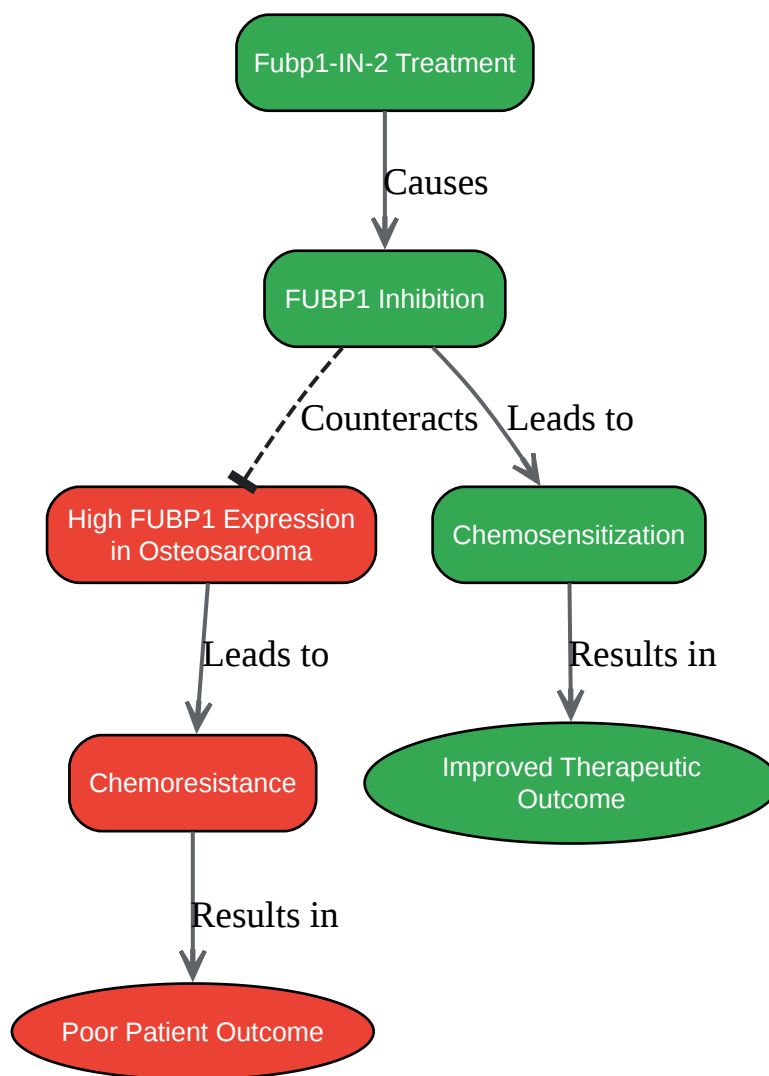 Fubp1-IN-2 Treatment
Causes
FUBP1 Inhibition
Counteracts
Leads to
High FUBP1 Expression
in Osteosarcoma
Chemosensitization
Leads to
Results in
Chemoresistance
Improved Therapeutic
Outcome
Results in
Poor Patient Outcome